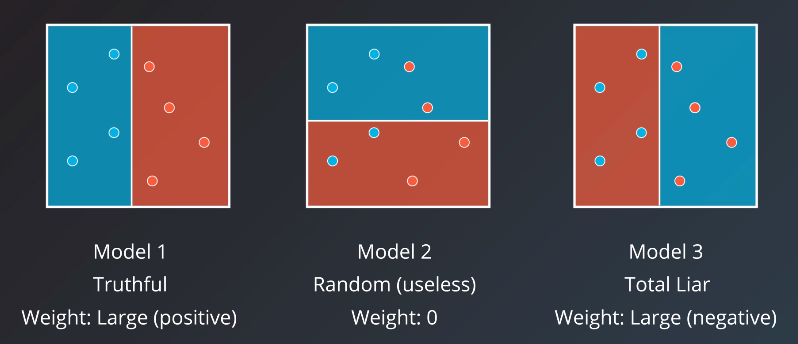 Model 1
Truthful
Weight: Large (positive)
Model 2
Random (useless)
Weight: 0
Model 3
Total Liar
Weight: Large (negative)